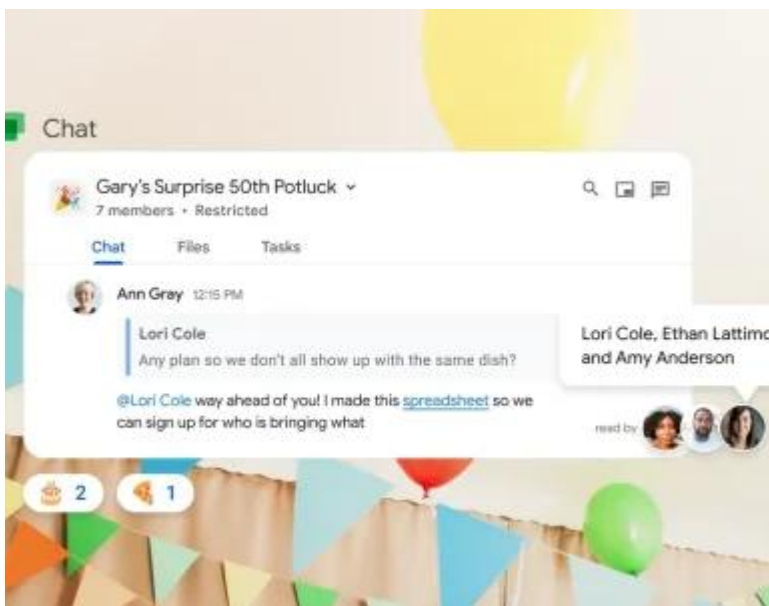 Chat
Gary's Surprise 50th Potluck
7 members • Restricted
Chat Files Tasks
Ann Gray 12:15 PM
Lori Cole
Any plan so we don't all show up with the same dish?
@Lori Cole way ahead of you! I made this spreadsheet so we
can sign up for who is bringing what
Lori Cole, Ethan Lattimo
and Amy Anderson
read by
2
1